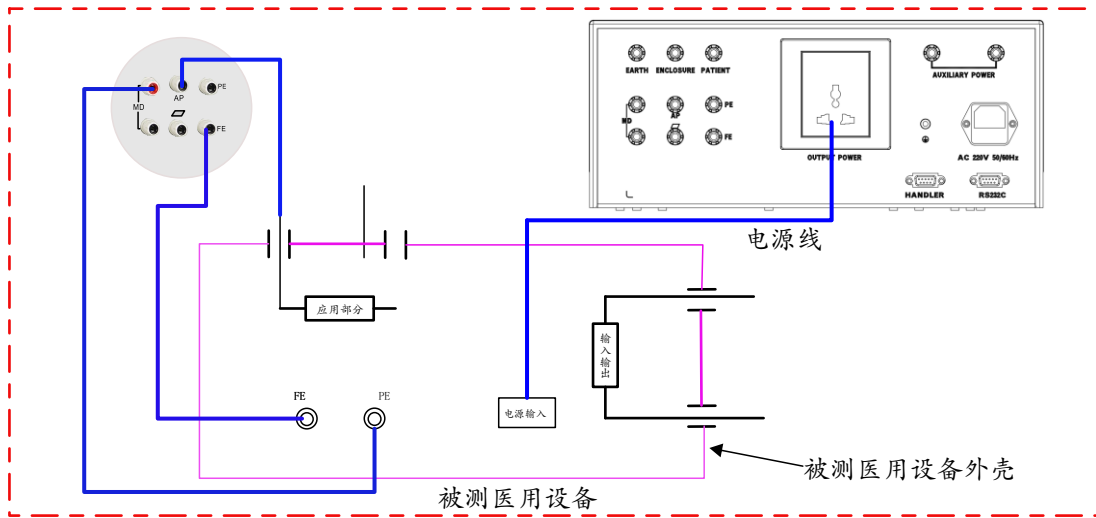 MD
AP
PE
FE
EARTH ENCLOSURE PATIENT
MD
AP
PE
FE
OUTPUT POWER
AUXILIARY POWER
AC 220V 50/60Hz
HANDLER
RS232C
电源线
应用部分
输入输出
FE
PE
电源输入
被测医用设备外壳
被测医用设备